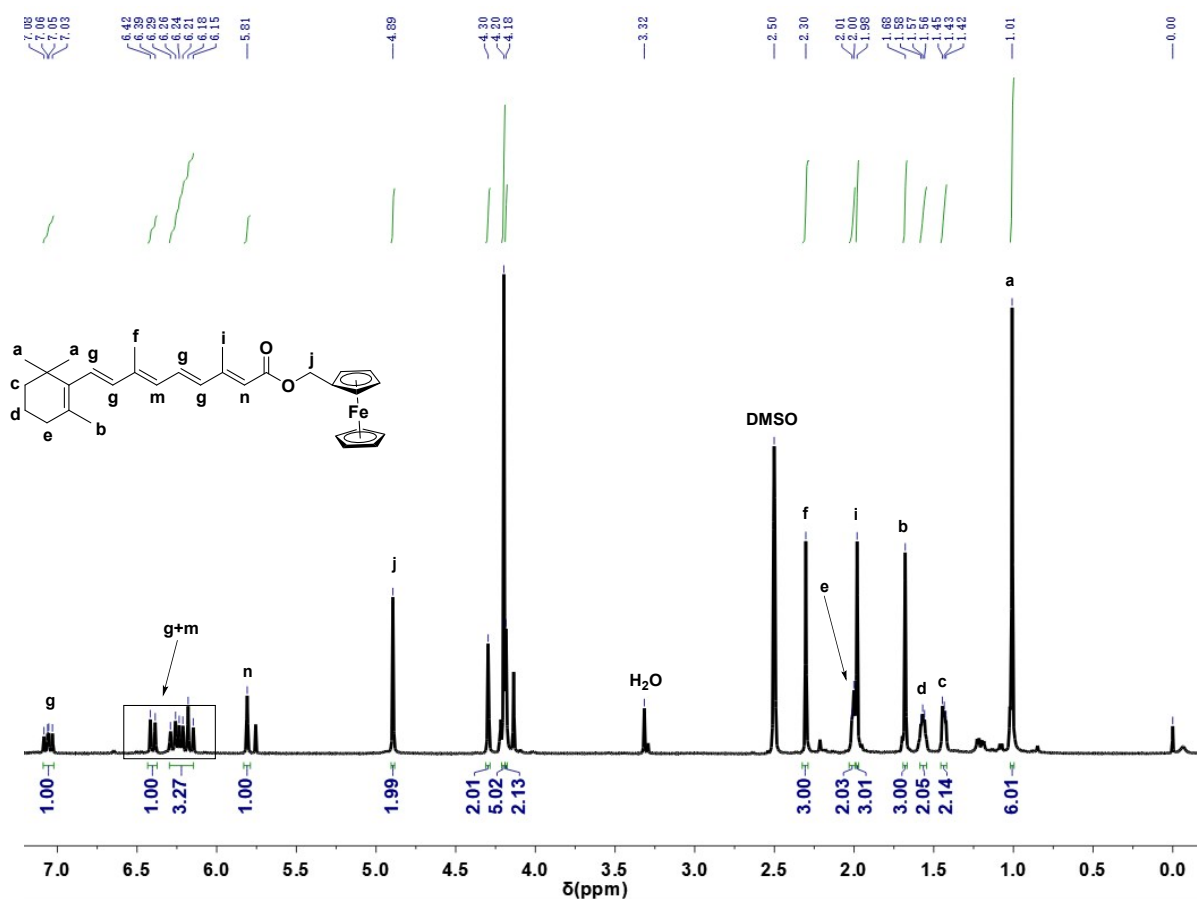 7.08 7.06 7.05 7.03 6.42 6.39 6.29 6.26 6.24 6.21 6.18 6.15 5.81 4.89 4.30 4.20 4.18 3.32 2.50 2.30 2.01 2.00 1.98 1.68 1.58 1.57 1.56 1.45 1.43 1.42 1.01 0.00
a
f i
a a g g O j
c
g m g n O
d Fe
e b
DMSO
f i b
j e
g+m
n H₂O d c
g
1.00 1.00 3.27 1.00 1.99 2.01 5.02 2.13 3.00 2.03 3.01 3.00 2.05 2.14 6.01
7.0 6.5 6.0 5.5 5.0 4.5 4.0 3.5 3.0 2.5 2.0 1.5 1.0 0.5 0.0
δ(ppm)